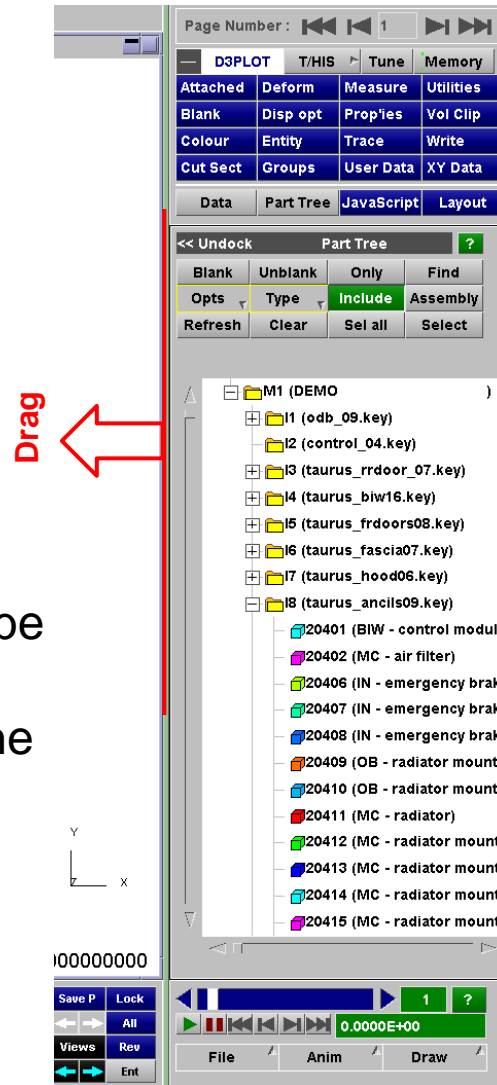 Page Number : 1
D3PLOT T/HIS Tune Memory
Attached Deform Measure Utilities
Blank Disp opt Prop'ies Vol Clip
Colour Entity Trace Write
Cut Sect Groups User Data XY Data
Data Part Tree JavaScript Layout
<< Undock Part Tree ?
Blank Unblank Only Find
Opts Type Include Assembly
Refresh Clear Sel all Select
M1 (DEMO )
I1 (odb_09.key)
I2 (control_04.key)
I3 (taurus_rrdoor_07.key)
I4 (taurus_biw16.key)
I5 (taurus_frdoors08.key)
I6 (taurus_fascia07.key)
I7 (taurus_hood06.key)
I8 (taurus_ancils09.key)
20401 (BIW - control modul
20402 (MC - air filter)
20406 (IN - emergency brak
20407 (IN - emergency brak
20408 (IN - emergency brak
20409 (OB - radiator mount
20410 (OB - radiator mount
20411 (MC - radiator)
20412 (MC - radiator mount
20413 (MC - radiator mount
20414 (MC - radiator mount
20415 (MC - radiator mount
Drag
pe
ne
Y
Z X
000000000
Save P Lock
All
Views Rev
Ent
1 ?
0.0000E+00
File Anim Draw